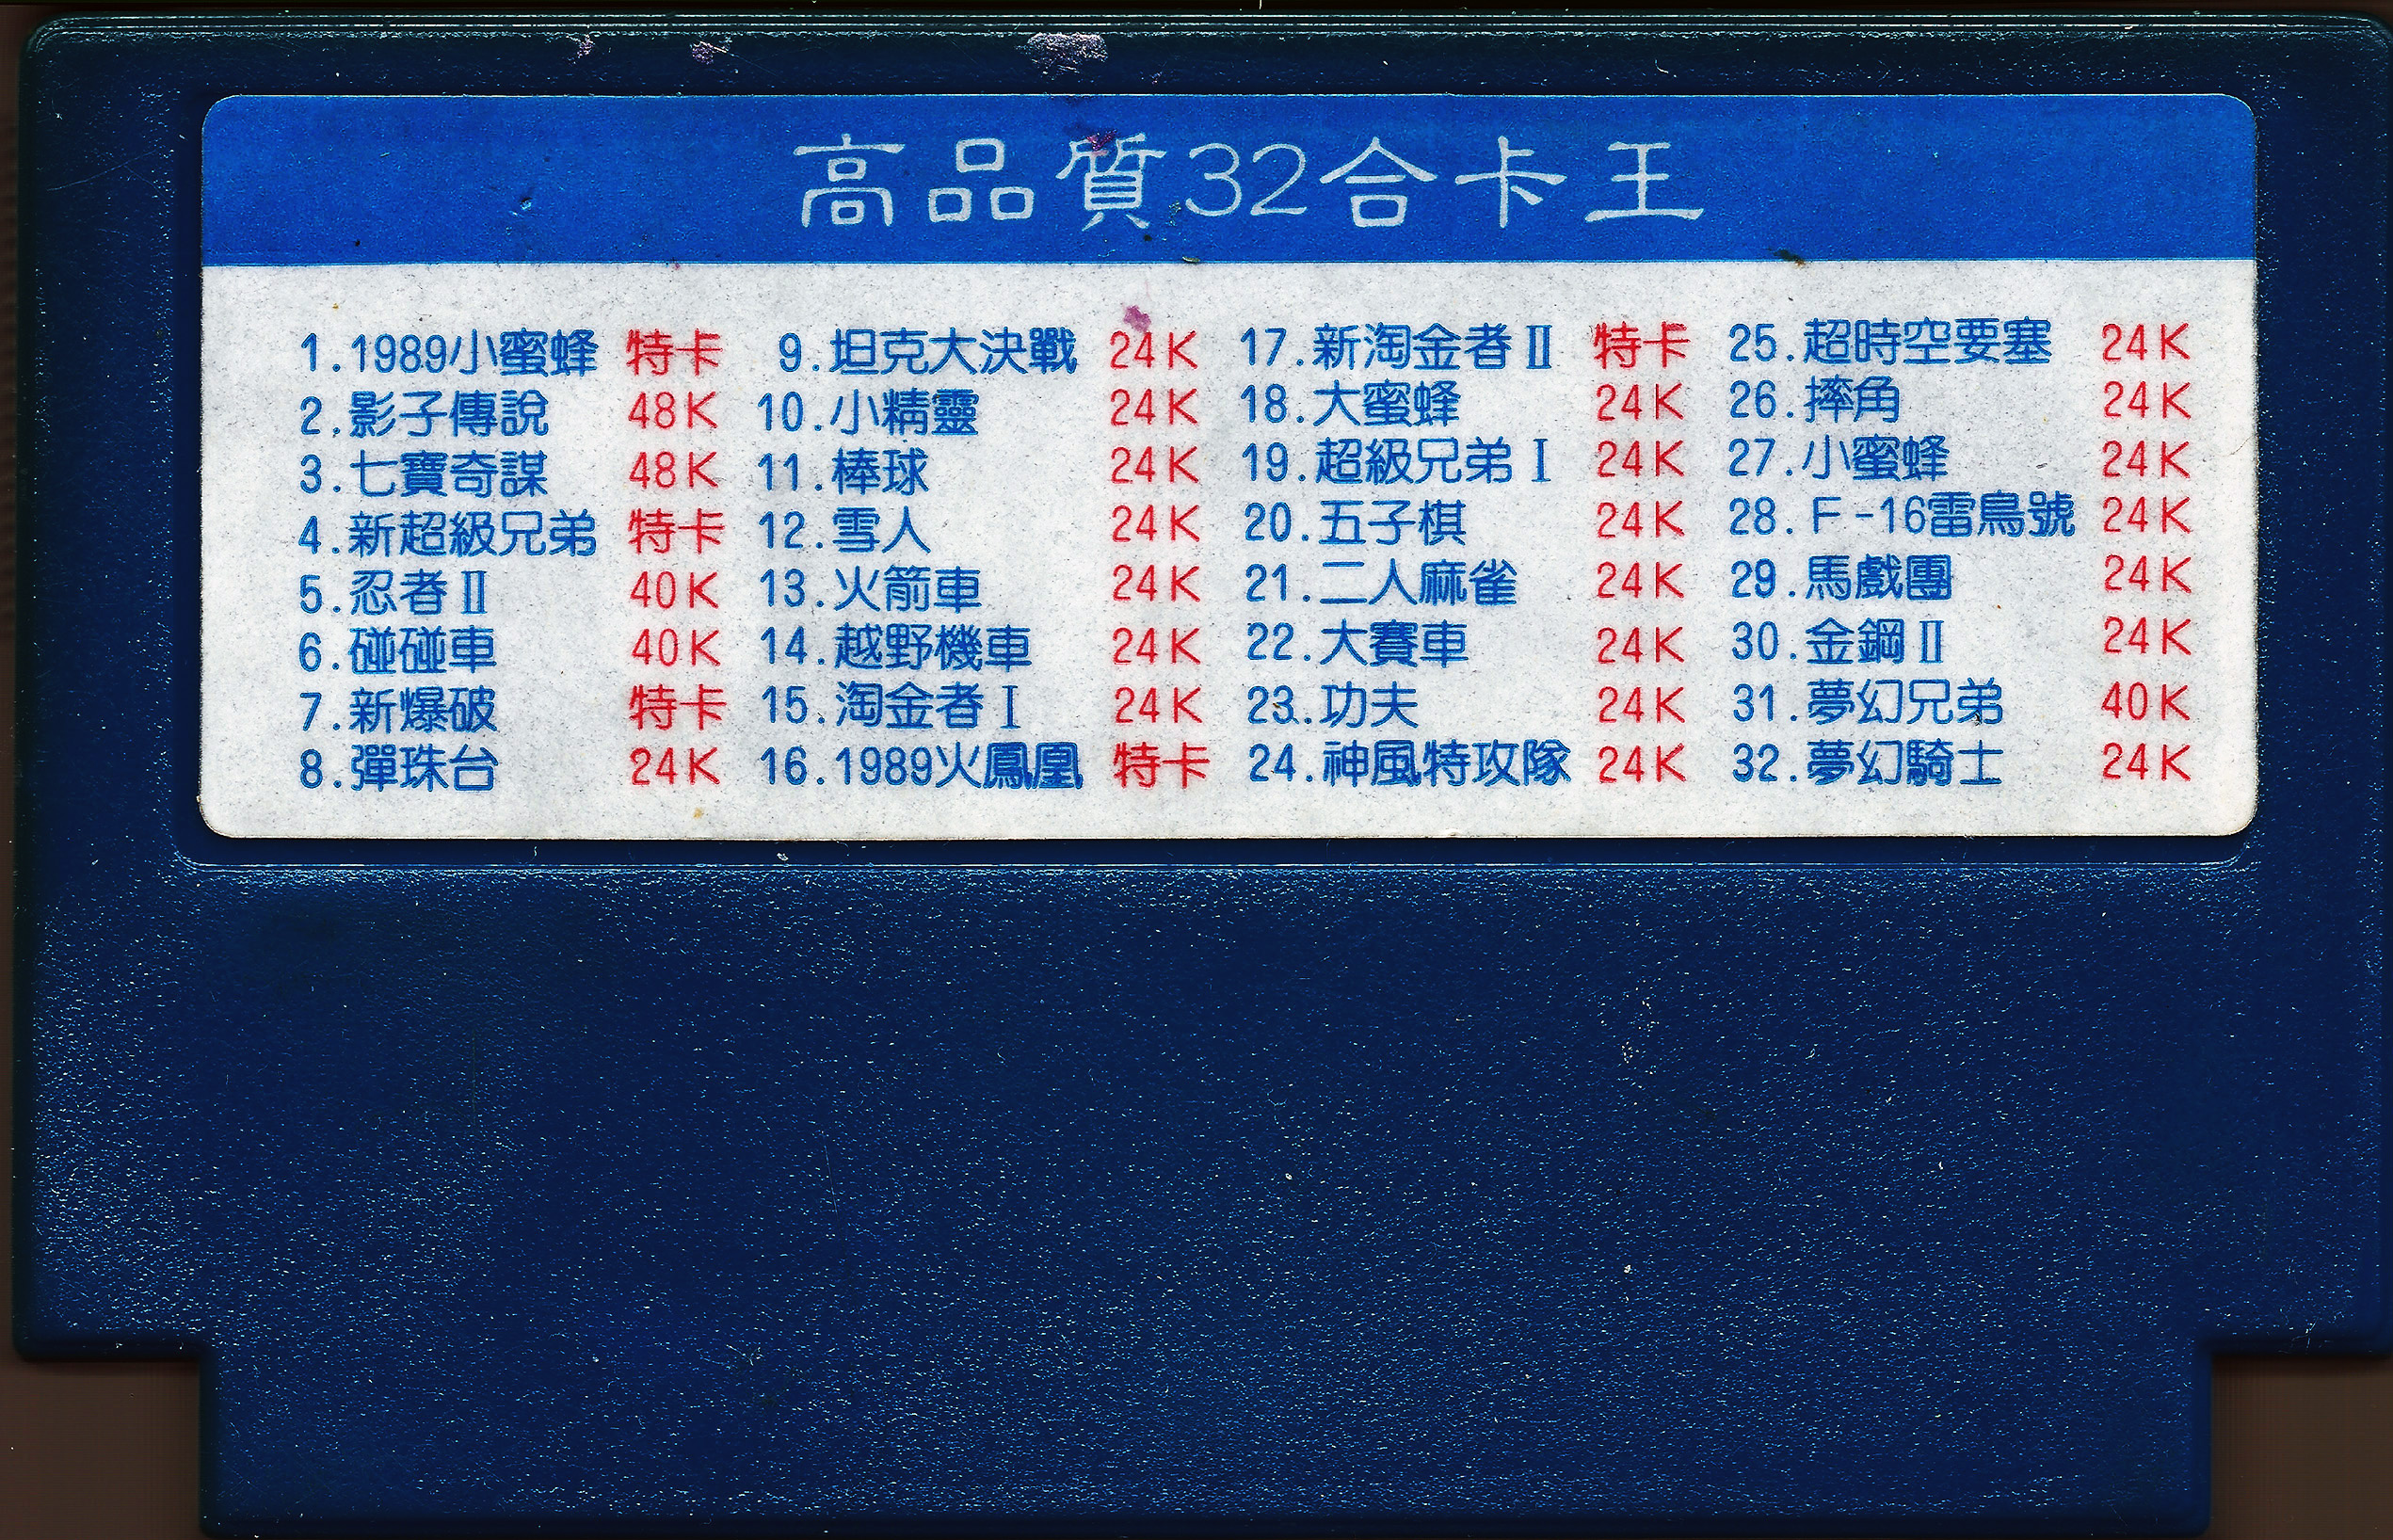 高品質32合卡王
1.1989小蜜蜂 特卡
2.影子傳說 48K
3.七寶奇謀 48K
4.新超級兄弟 特卡
5.忍者Ⅱ 40K
6.碰碰車 40K
7.新爆破 特卡
8.彈珠台 24K
9.坦克大決戰 24K
10.小精靈 24K
11.棒球 24K
12.雪人 24K
13.火箭車 24K
14.越野機車 24K
15.淘金者Ⅰ 24K
16.1989火鳳凰 特卡
17.新淘金者Ⅱ 特卡
18.大蜜蜂 24K
19.超級兄弟Ⅰ 24K
20.五子棋 24K
21.二人麻雀 24K
22.大賽車 24K
23.功夫 24K
24.神風特攻隊 24K
25.超時空要塞 24K
26.摔角 24K
27.小蜜蜂 24K
28.F-16雷鳥號 24K
29.馬戲團 24K
30.金鋼Ⅱ 24K
31.夢幻兄弟 40K
32.夢幻騎士 24K